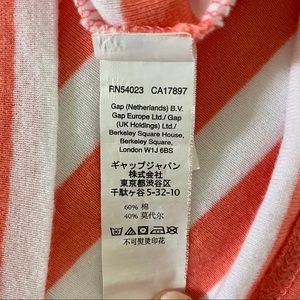 RN54023 CA17897
Gap (Netherlands) B.V.
Gap Europe Ltd./ Gap
(UK Holdings) Ltd./
Berkeley Square House,
Berkeley Square,
London W1J 6BS
ギャップジャパン
株式会社
東京都渋谷区
千駄ヶ谷5-32-10
60% 棉
40% 莫代尔
不可熨烫印花